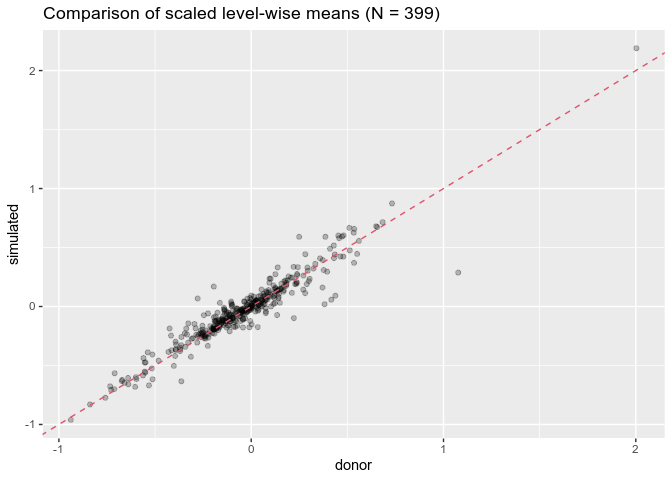 Comparison of scaled level-wise means (N = 399)
2
1
0
-1
simulated
-1
0
1
2
donor